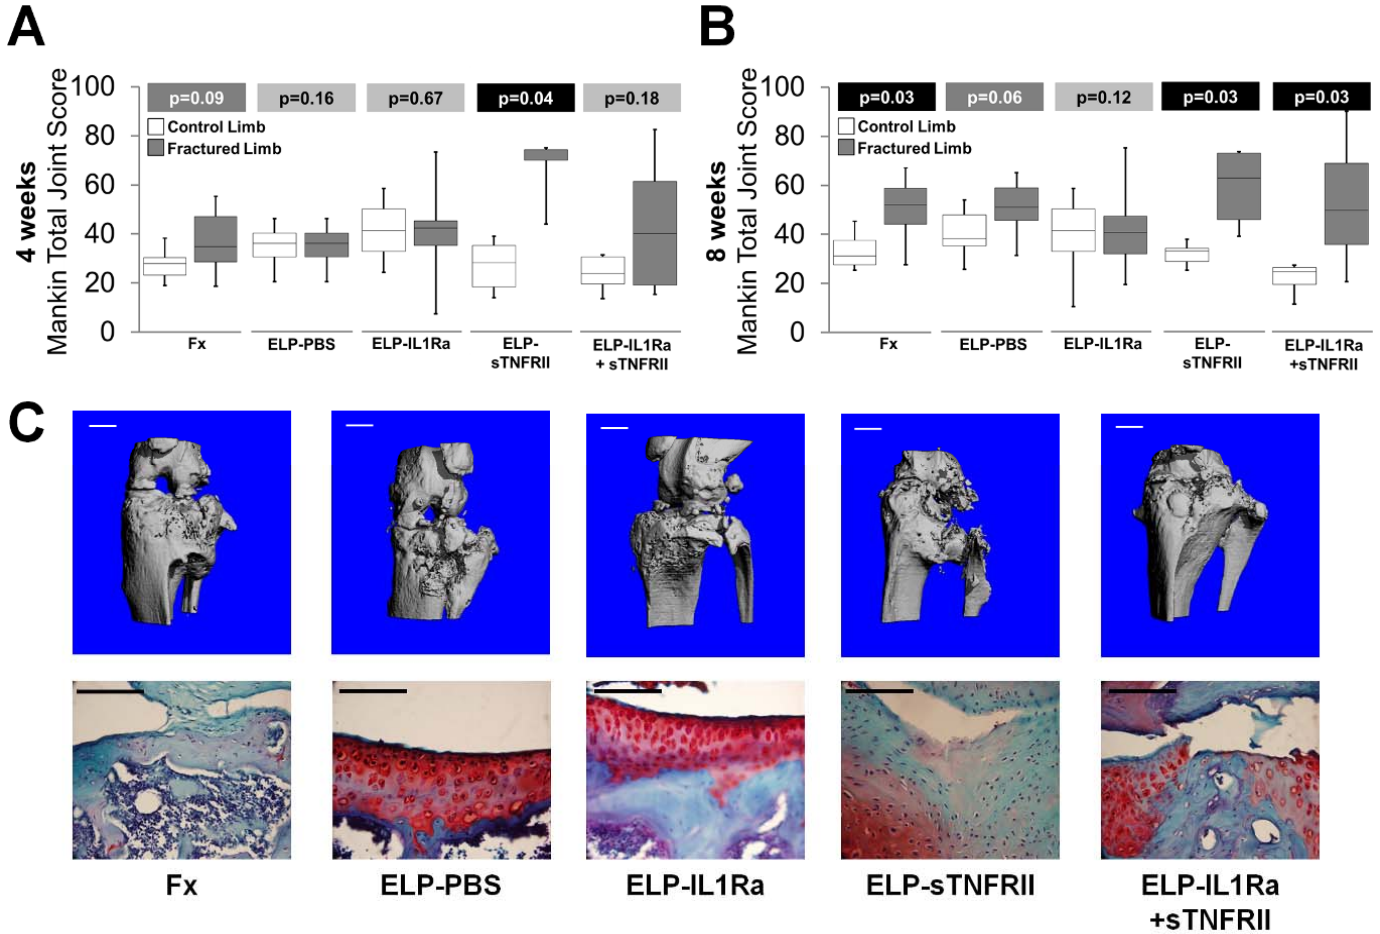 A
4 weeks
Mankin Total Joint Score
100
80
60
40
20
0
p=0.09
p=0.16
p=0.67
p=0.04
p=0.18
Control Limb
Fractured Limb
Fx
ELP-PBS
ELP-IL1Ra
ELP-
sTNFRII
ELP-IL1Ra
+ sTNFRII
B
8 weeks
Mankin Total Joint Score
100
80
60
40
20
0
p=0.03
p=0.06
p=0.12
p=0.03
p=0.03
Control Limb
Fractured Limb
Fx
ELP-PBS
ELP-IL1Ra
ELP-
sTNFRII
ELP-IL1Ra
+sTNFRII
C
Fx
ELP-PBS
ELP-IL1Ra
ELP-sTNFRII
ELP-IL1Ra
+sTNFRII